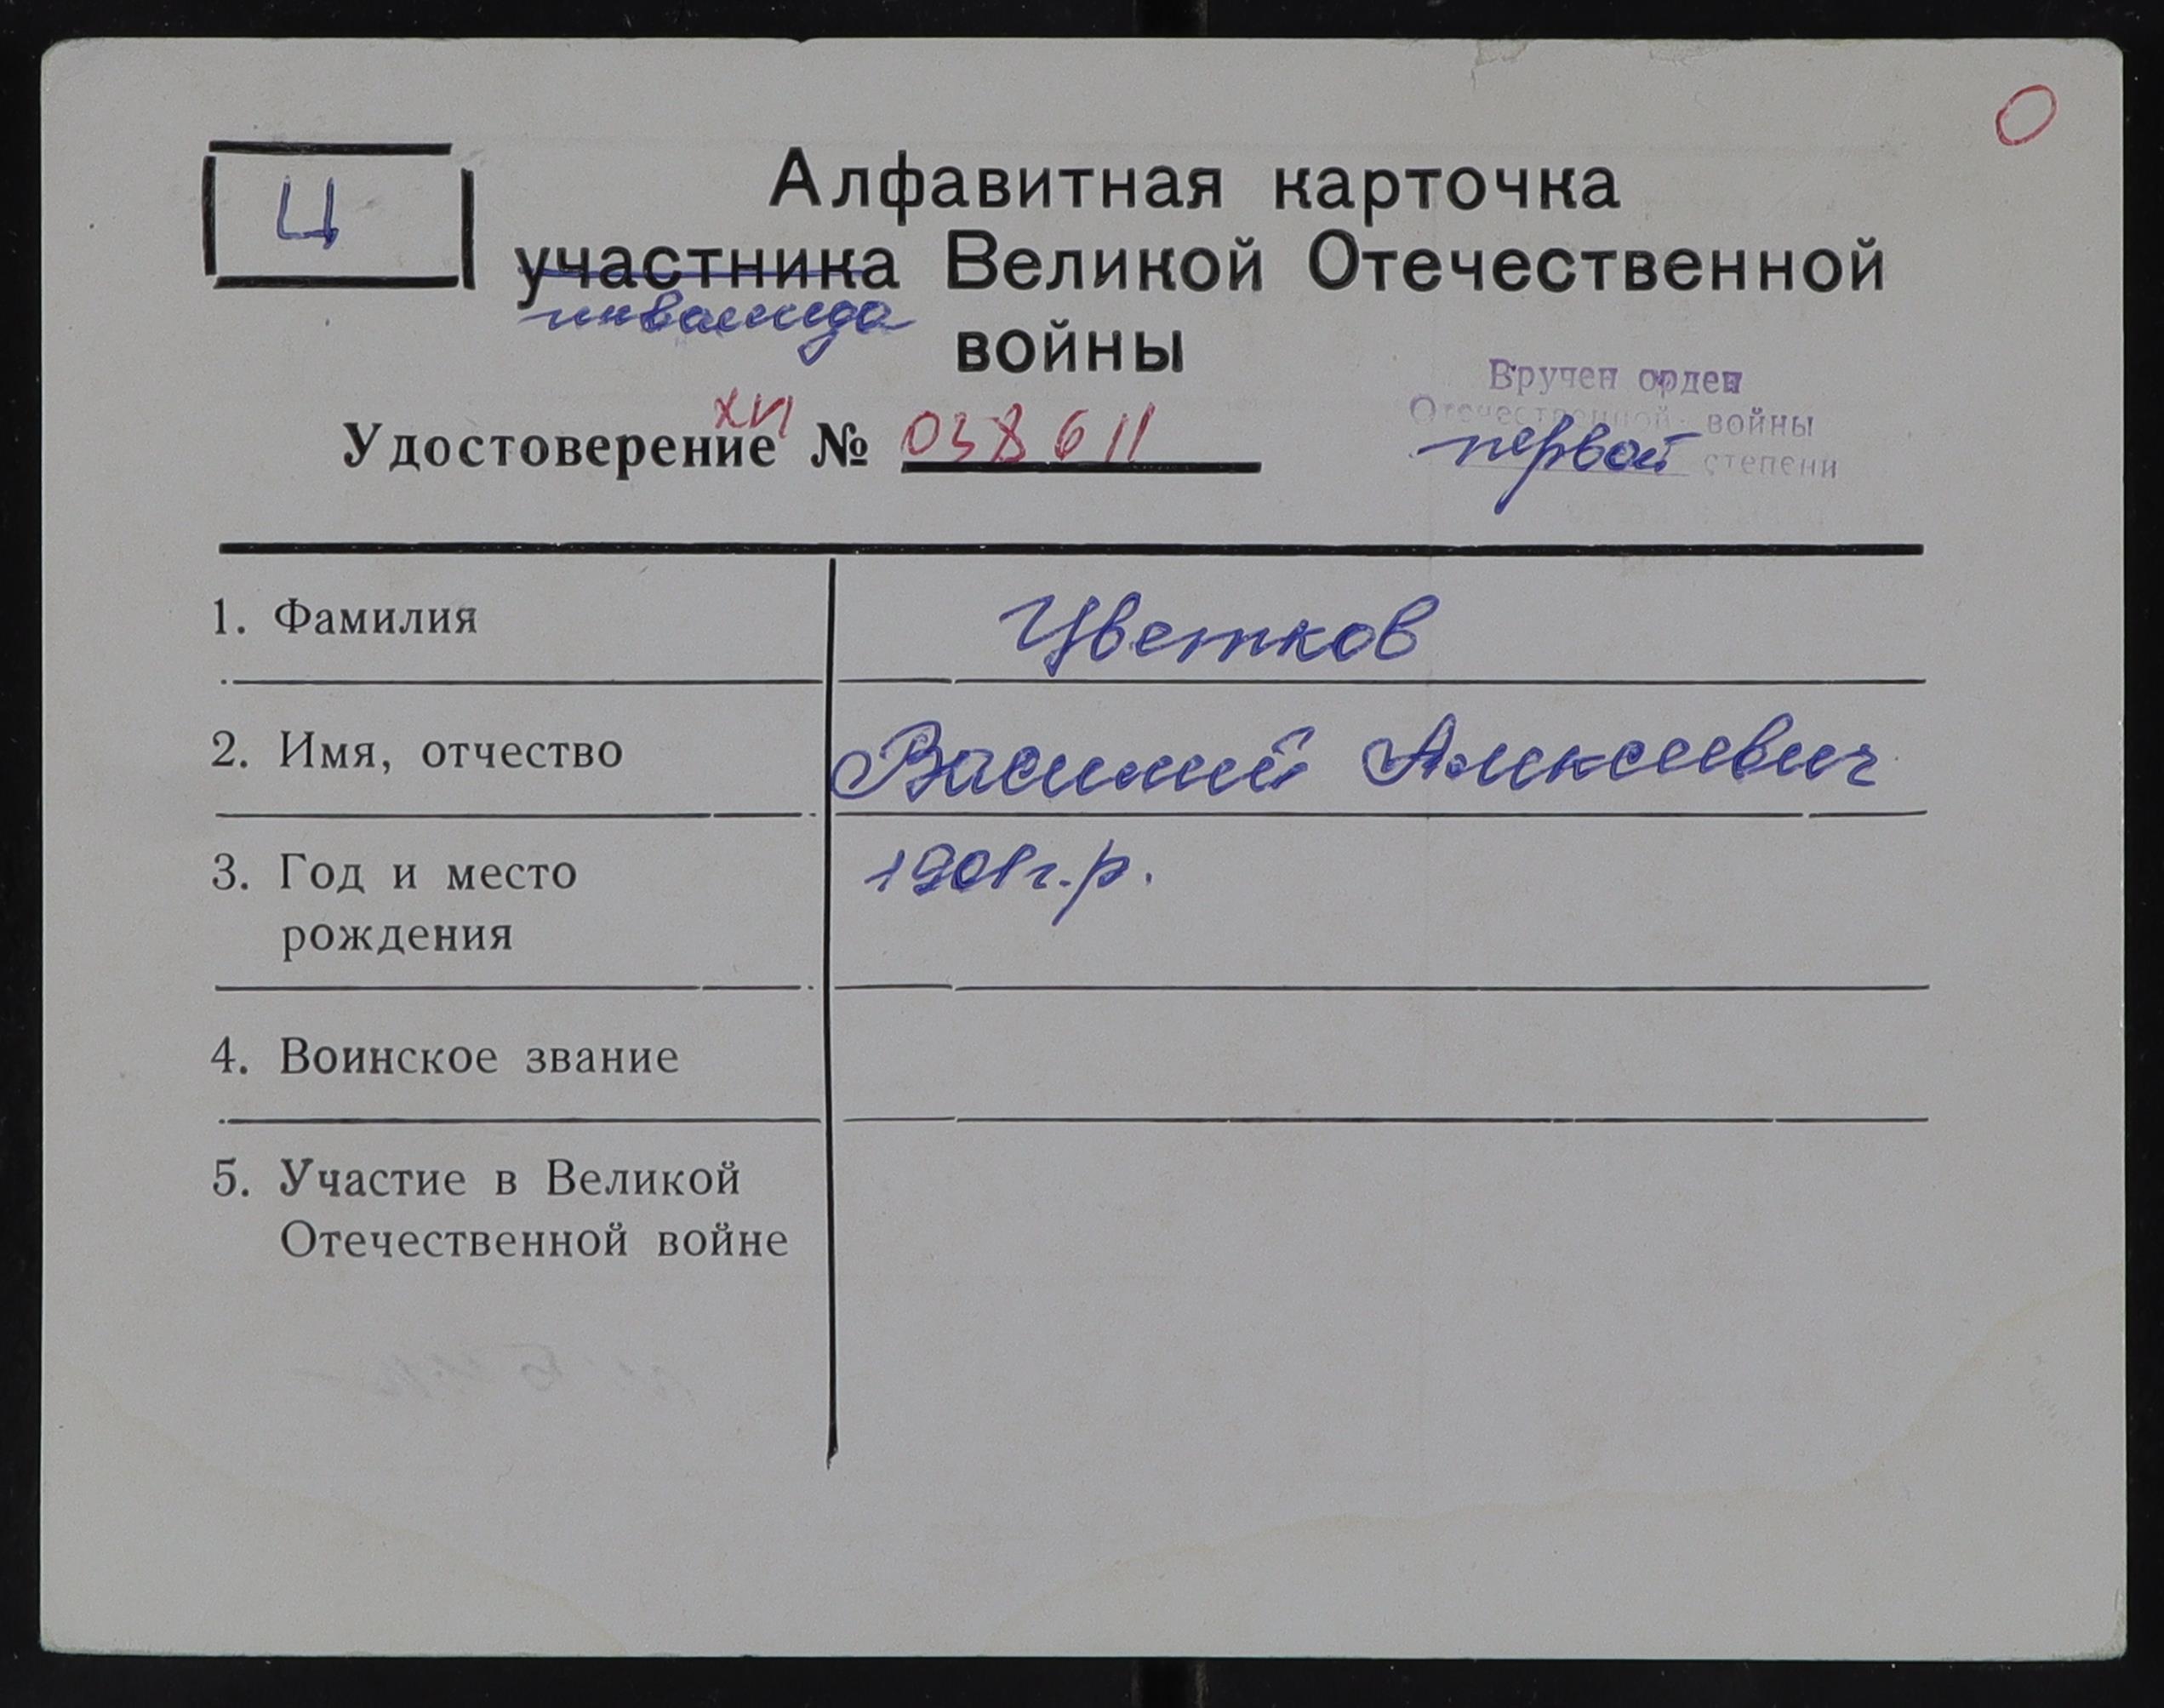 О
Ц
Алфавитная карточка
участника Великой Отечественной
инвалида
войны
Вручен орден
Отечественной войны
первой степени
XVI
Удостоверение № 038611
1. Фамилия Цветков
2. Имя, отчество Василий Алексеевич
3. Год и место 1901г.р.
рождения
4. Воинское звание
5. Участие в Великой
Отечественной войне